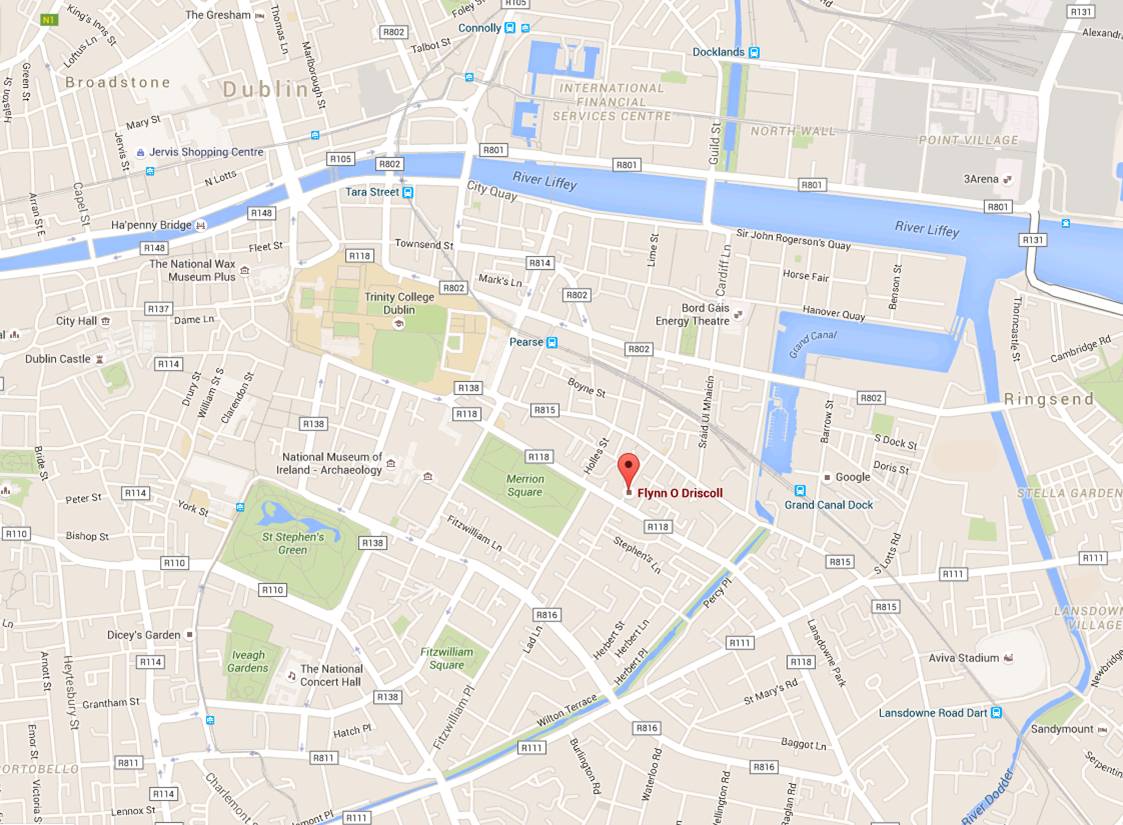 R105
N1
King's Inns St
The Gresham
Foley St
R131
Thomas Ln
R802
Connolly
Loftus Ln
Talbot St
Docklands
Green St
Marlborough St
Broadstone
Dublin
INTERNATIONAL
FINANCIAL
SERVICES CENTRE
Halston St
Mary St
Guild St
NORTH WALL
POINT VILLAGE
Jervis St
Jervis Shopping Centre
R105
R802
R801
R801
R801
3Arena
N Lotts
River Liffey
Tara Street
City Quay
Arran St E
Capel St
R148
R801
Ha'penny Bridge
River Liffey
R131
R148
Fleet St
R118
Townsend St
Lime St
Sir John Rogerson's Quay
The National Wax
Museum Plus
R814
Cardiff Ln
Horse Fair
Benson St
Mark's Ln
R802
R802
Trinity College
Dublin
R137
Dame Ln
City Hall
Bord Gais
Energy Theatre
Hanover Quay
Thorncastle St
Grand Canal
Cambridge Rd
Pearse
R802
Dublin Castle
R114
Drury St
William St S
Clarendon St
Boyne St
R138
R118
R815
Sráid Uí Mhaicín
R802
Ringsend
Barrow St
R138
Bride St
National Museum of
Ireland - Archaeology
R118
Holles St
S Dock St
Doris St
Merrion
Square
Google
Flynn O Driscoll
Grand Canal Dock
STELLA GARDEN
Peter St
R114
York St
St Stephen's
Green
Fitzwilliam Ln
R118
Stephen's Ln
R110
Bishop St
R138
R110
R815
S Lotts Rd
R111
R111
R110
Percy Pl
R816
R815
LANSDOWN
VILLAGE
Dicey's Garden
Iveagh
Gardens
Fitzwilliam
Square
Lad Ln
Herbert St
Herbert Ln
Herbert Pl
R111
Lansdowne Park
R114
R118
Aviva Stadium
Newbridge
Arnott St
Heytesbury St
The National
Concert Hall
Grantham St
R138
Fitzwilliam Pl
Wilton Terrace
St Mary's Rd
Lansdowne Road Dart
Hatch Pl
R816
Sandymount
Emor St
R811
R811
R111
Burlington Rd
Waterloo Rd
Baggot Ln
R816
Serpentin
PORTOBELLO
Victoria S
R114
Charlemont
Lennox St
R111
Raglan Rd
River Dodder